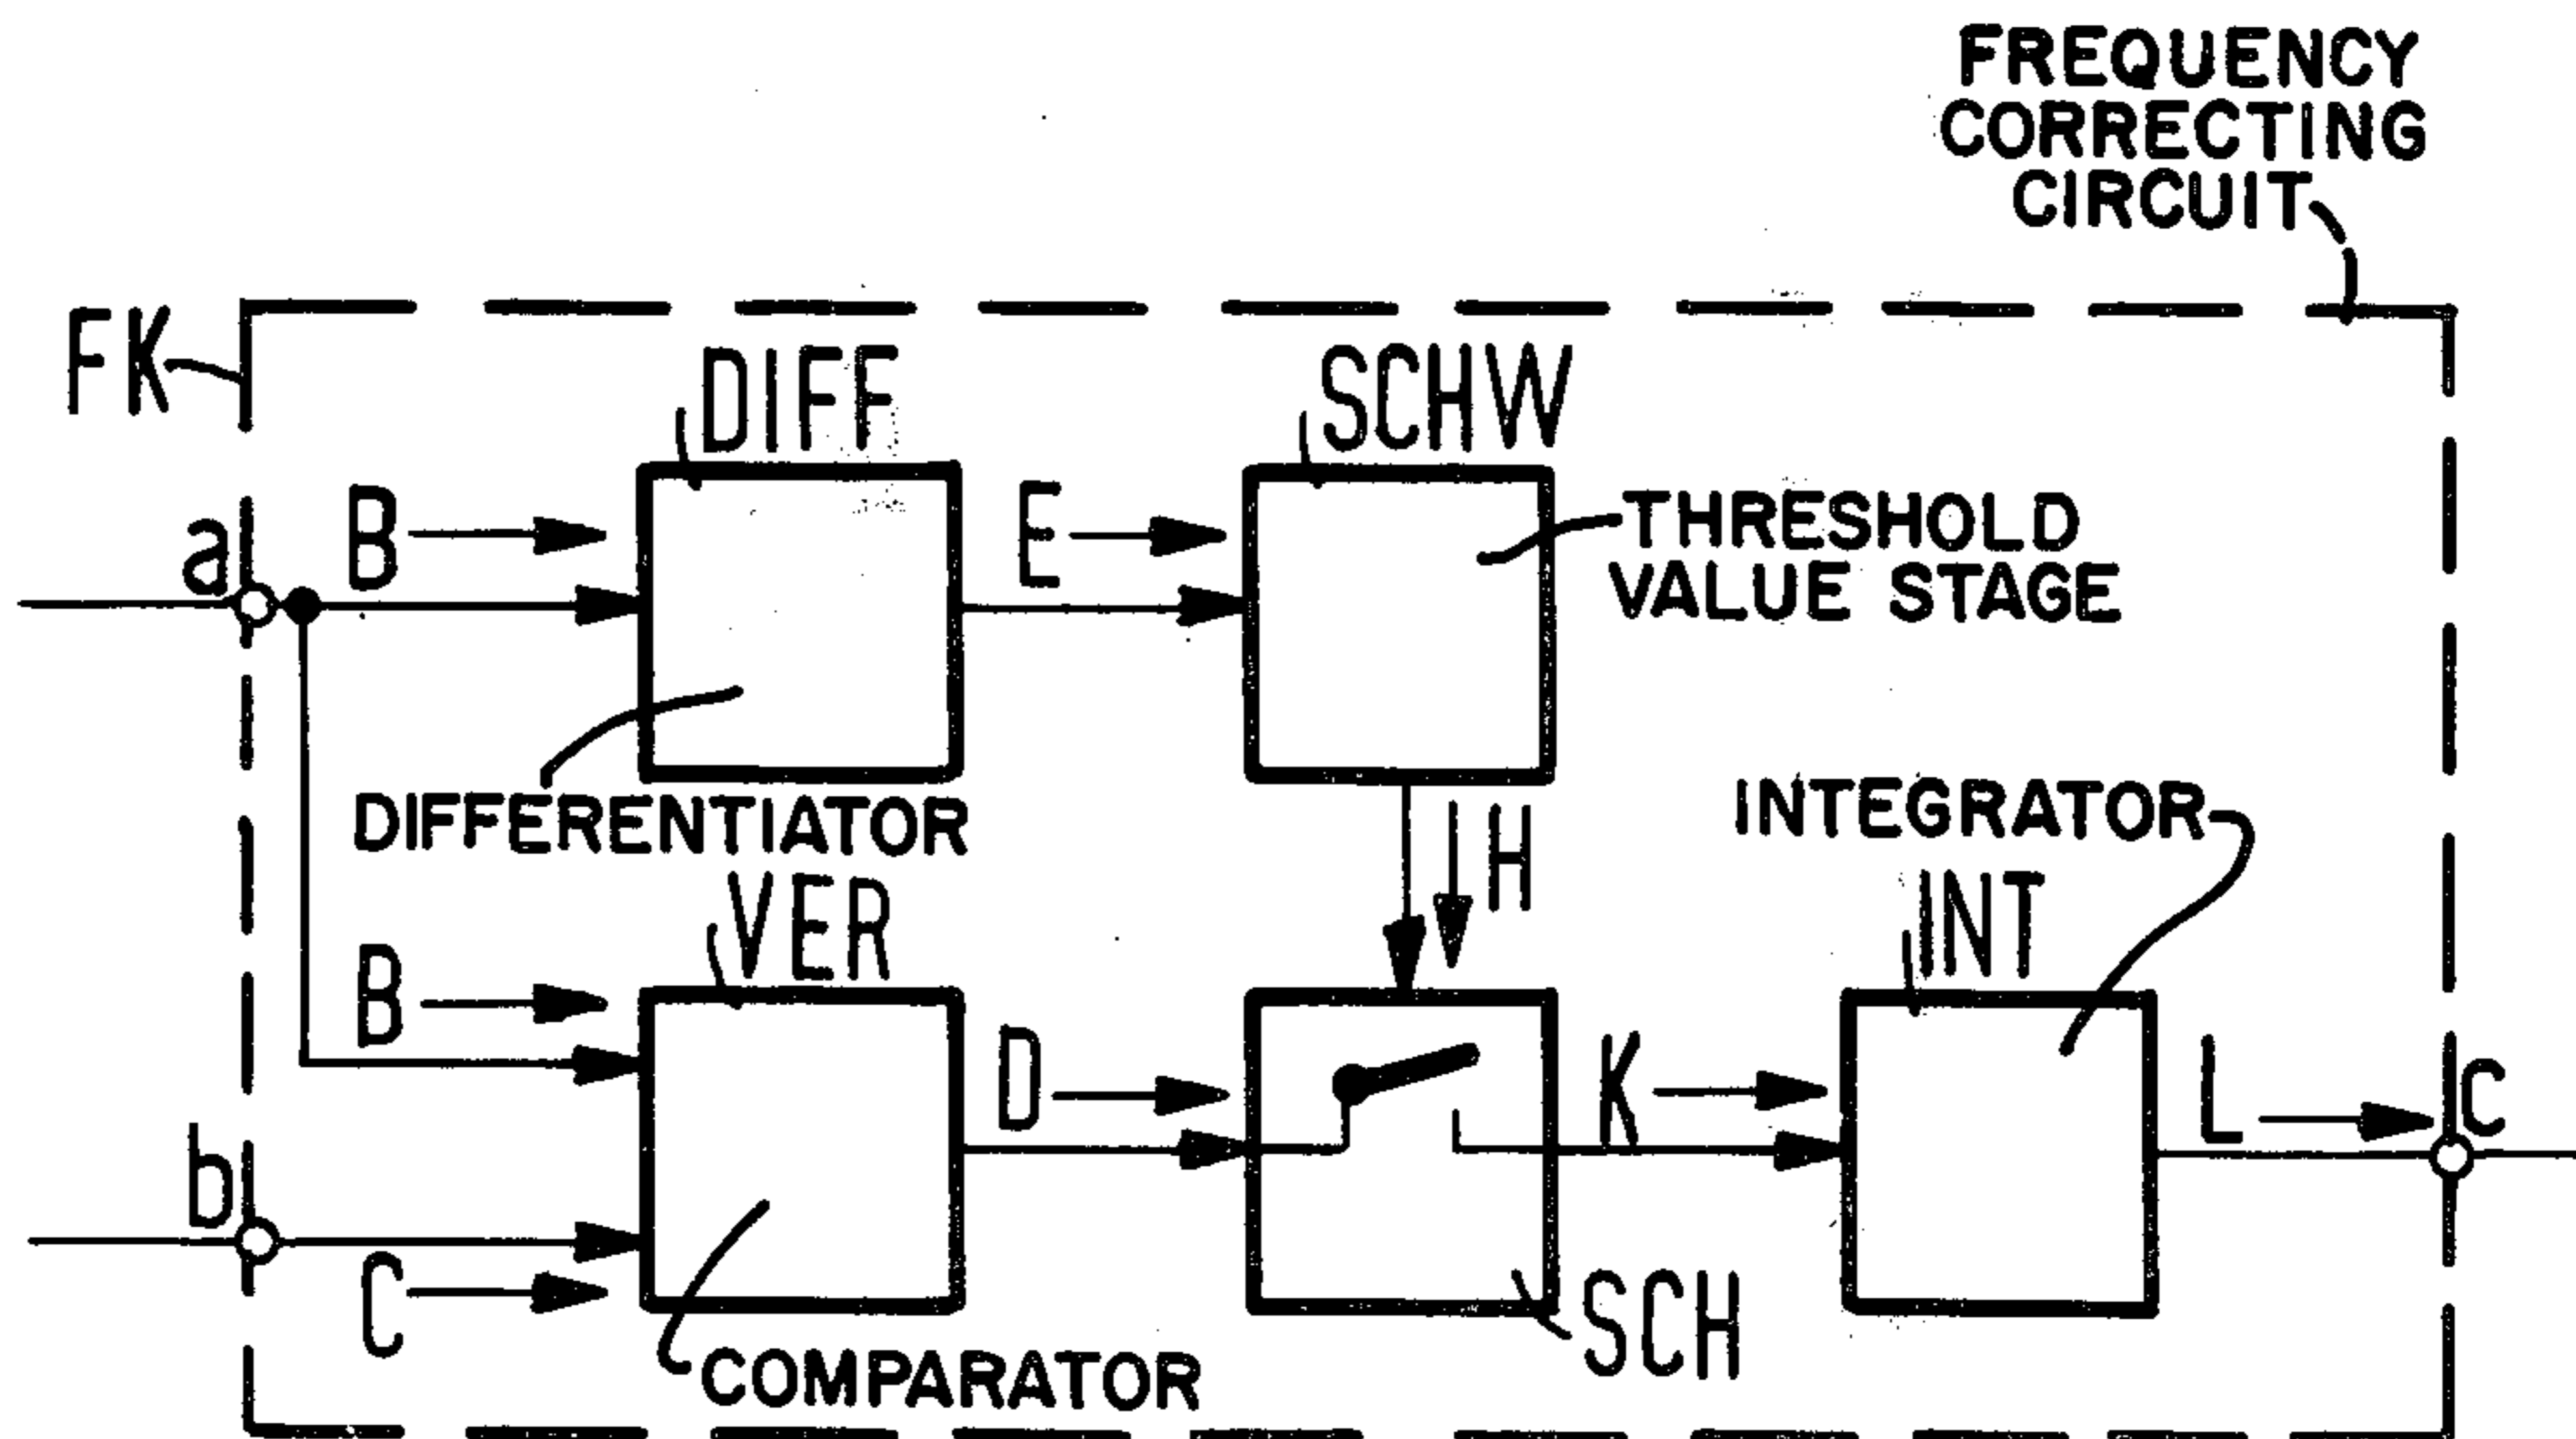 FREQUENCY
CORRECTING
CIRCUIT
FK
DIFF
SCHW
a
B
E
THRESHOLD
VALUE STAGE
DIFFERENTIATOR
H
INTEGRATOR
VER
INT
B
D
K
L
c
b
C
SCH
COMPARATOR